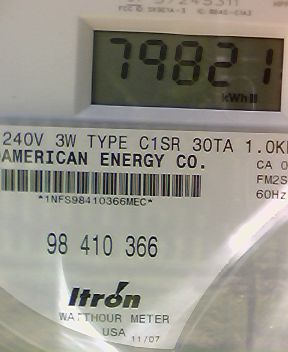 79821
kWh
240V 3W TYPE C1SR 30TA 1.0K
AMERICAN ENERGY CO.
CA 0
FM2S
60Hz
*1NFS98410366MEC*
98 410 366
Itron
WATTHOUR METER
USA
11/07